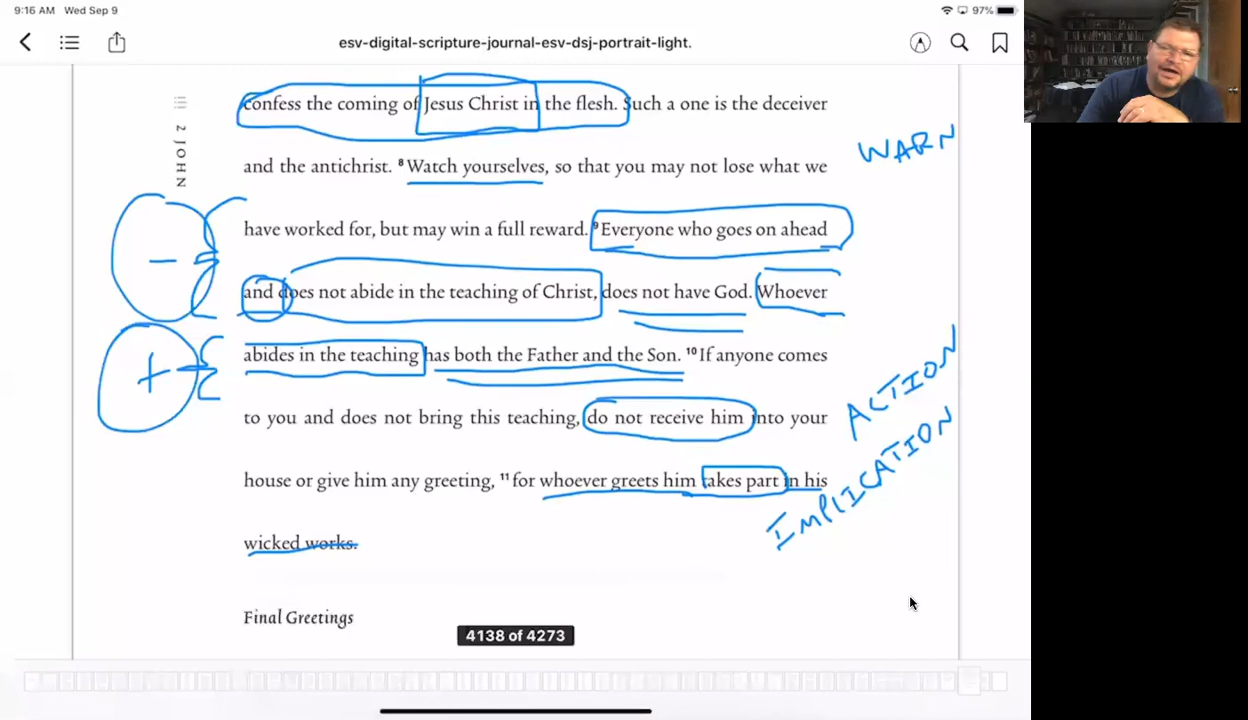 9:16 AM Wed Sep 9
97%
esv-digital-scripture-journal-esv-dsj-portrait-light.
2 JOHN
confess the coming of Jesus Christ in the flesh. Such a one is the deceiver
WARN
and the antichrist. 8 Watch yourselves, so that you may not lose what we
have worked for, but may win a full reward. 9 Everyone who goes on ahead
and does not abide in the teaching of Christ, does not have God. Whoever
abides in the teaching has both the Father and the Son. 10 If anyone comes
ACTION
to you and does not bring this teaching, do not receive him into your
IMPLICATION
house or give him any greeting, 11 for whoever greets him takes part in his
wicked works.
Final Greetings
4138 of 4273